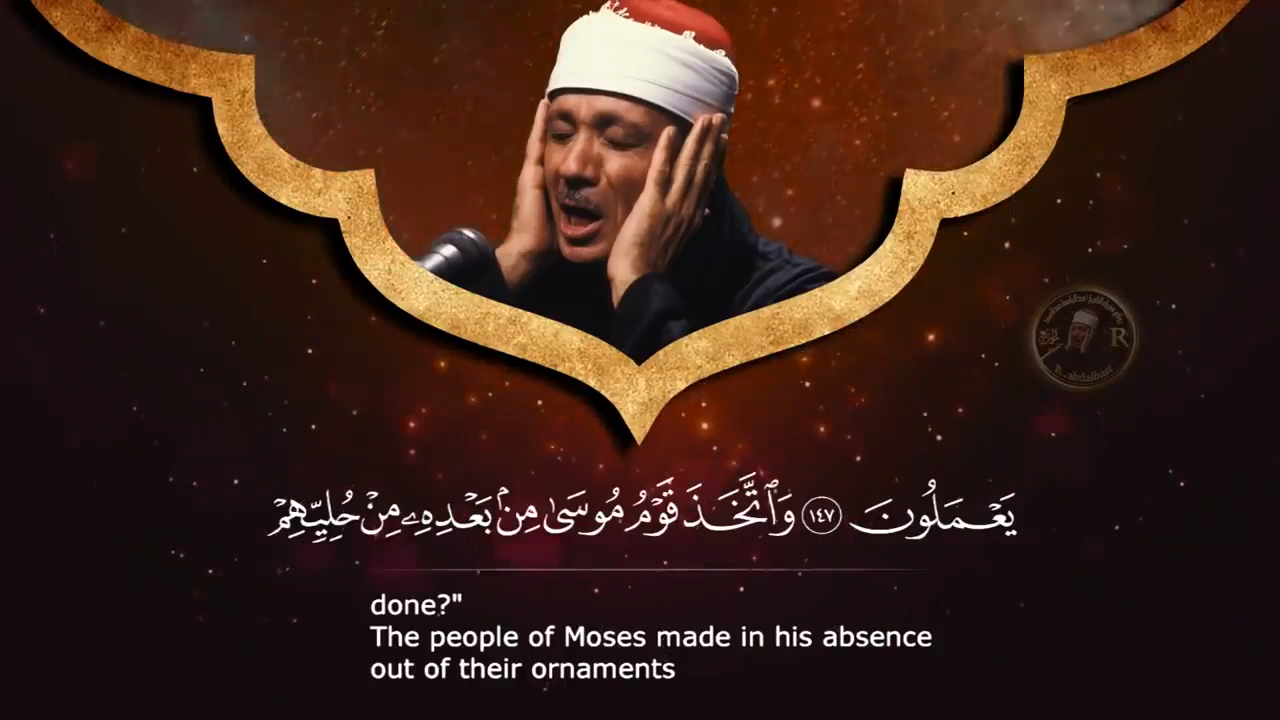 يَعْمَلُونَ ١٤٧ وَٱتَّخَذَ قَوْمُ مُوسَىٰ مِنۢ بَعْدِهِۦ مِنْ حُلِيِّهِمْ
done?"
The people of Moses made in his absence
out of their ornaments
R